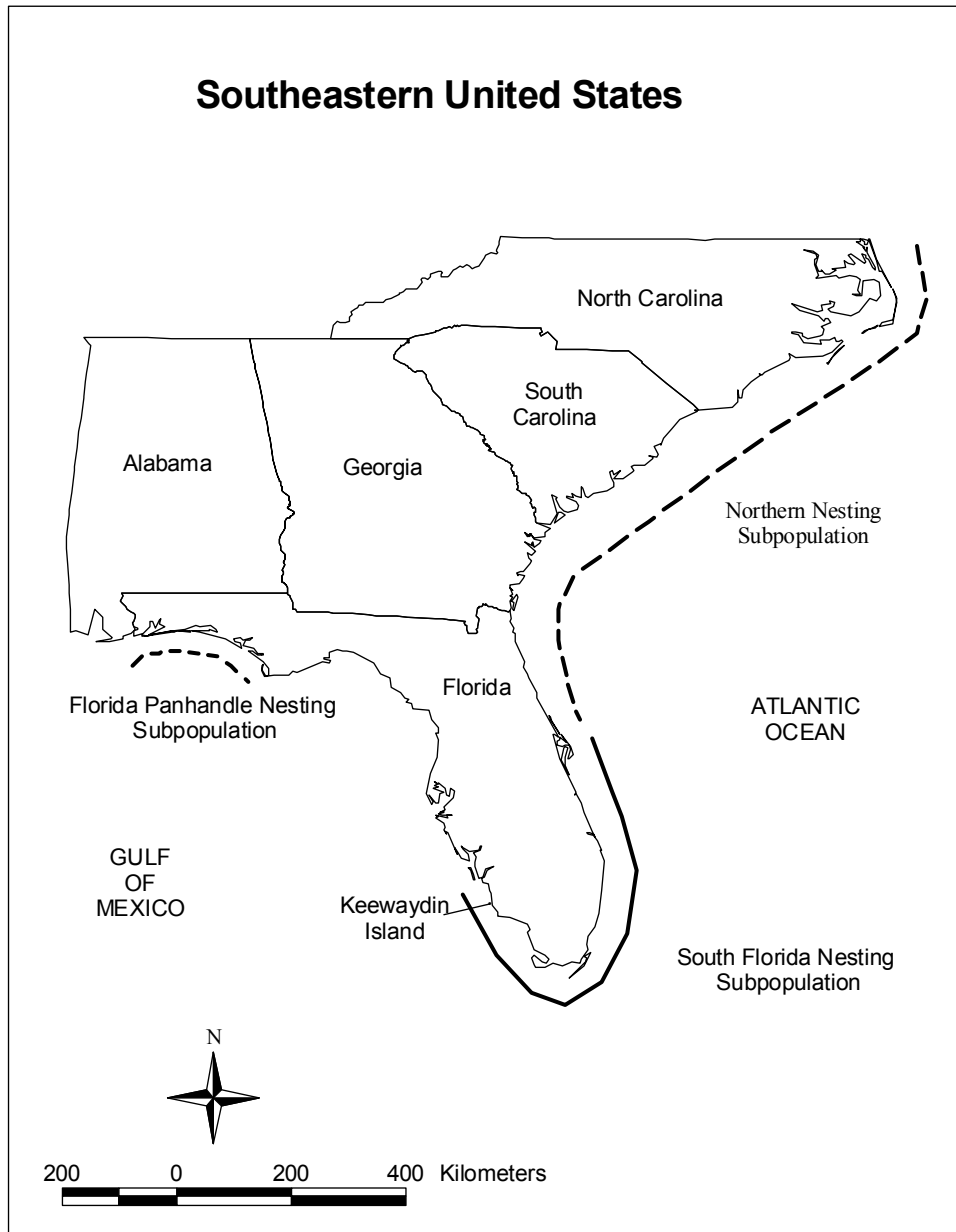 Southeastern United States
North Carolina
South
Carolina
Alabama
Georgia
Northern Nesting
Subpopulation
Florida
Florida Panhandle Nesting
Subpopulation
ATLANTIC
OCEAN
GULF
OF
MEXICO
Keewaydin
Island
South Florida Nesting
Subpopulation
N
200 0 200 400 Kilometers